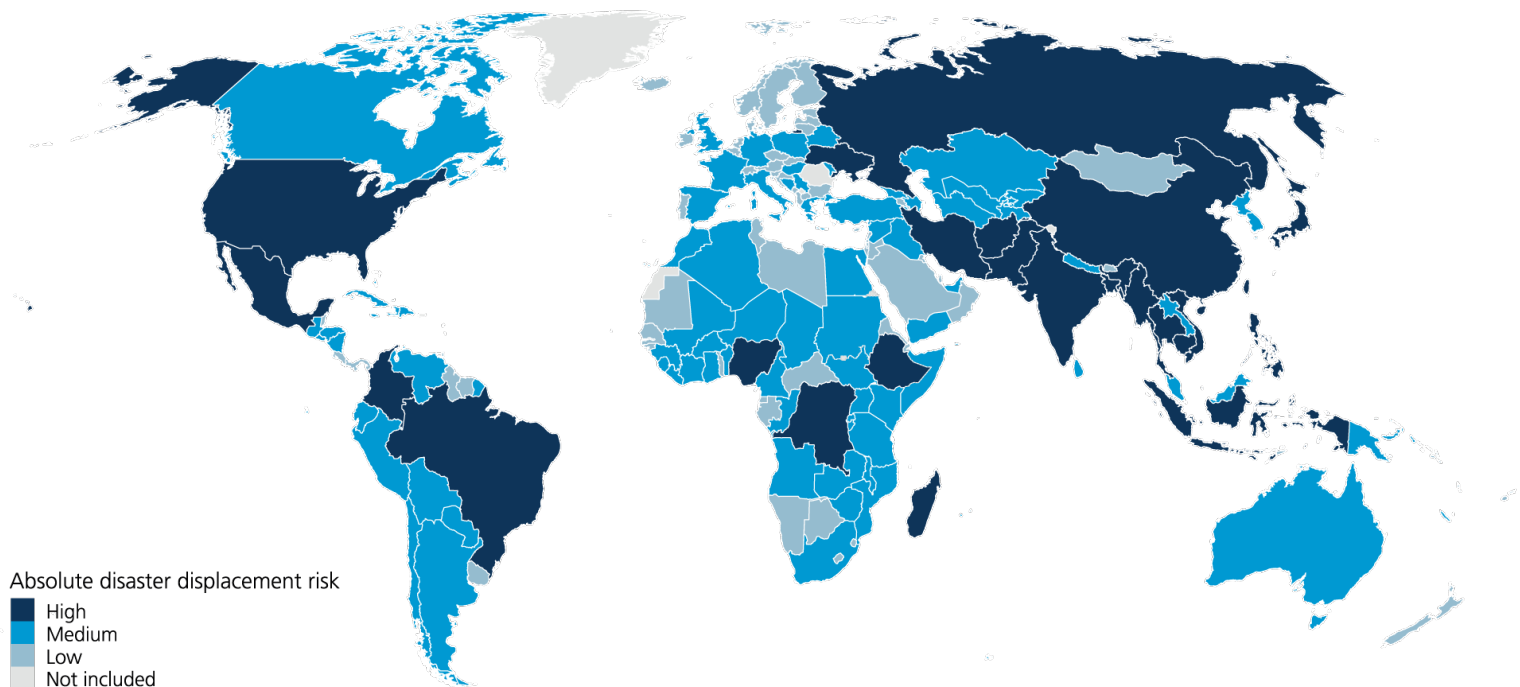 Absolute disaster displacement risk
High
Medium
Low
Not included